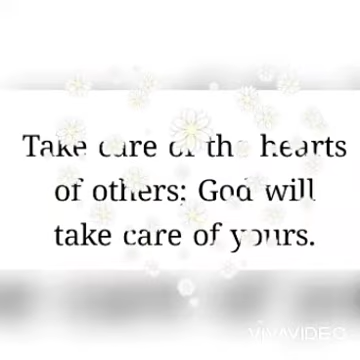 Take care of the hearts
of others; God will
take care of yours.
VIVAVIDEO